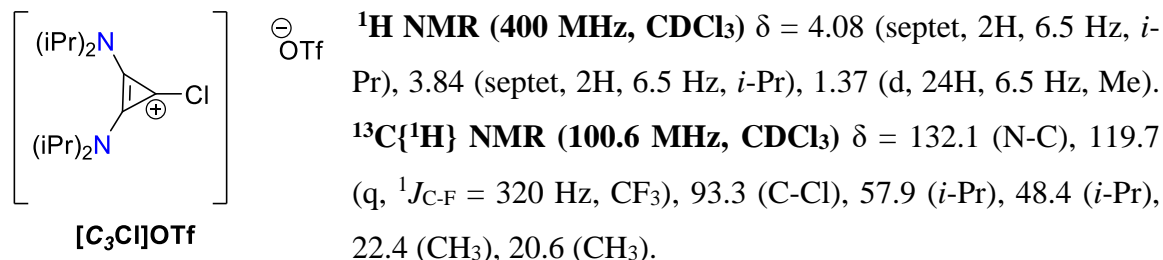 (iPr)₂N
Cl
⊕
(iPr)₂N
⊖
OTf
[C₃Cl]OTf
¹H NMR (400 MHz, CDCl₃) δ = 4.08 (septet, 2H, 6.5 Hz, i-
Pr), 3.84 (septet, 2H, 6.5 Hz, i-Pr), 1.37 (d, 24H, 6.5 Hz, Me).
¹³C{¹H} NMR (100.6 MHz, CDCl₃) δ = 132.1 (N-C), 119.7
(q, ¹J_C-F = 320 Hz, CF₃), 93.3 (C-Cl), 57.9 (i-Pr), 48.4 (i-Pr),
22.4 (CH₃), 20.6 (CH₃).